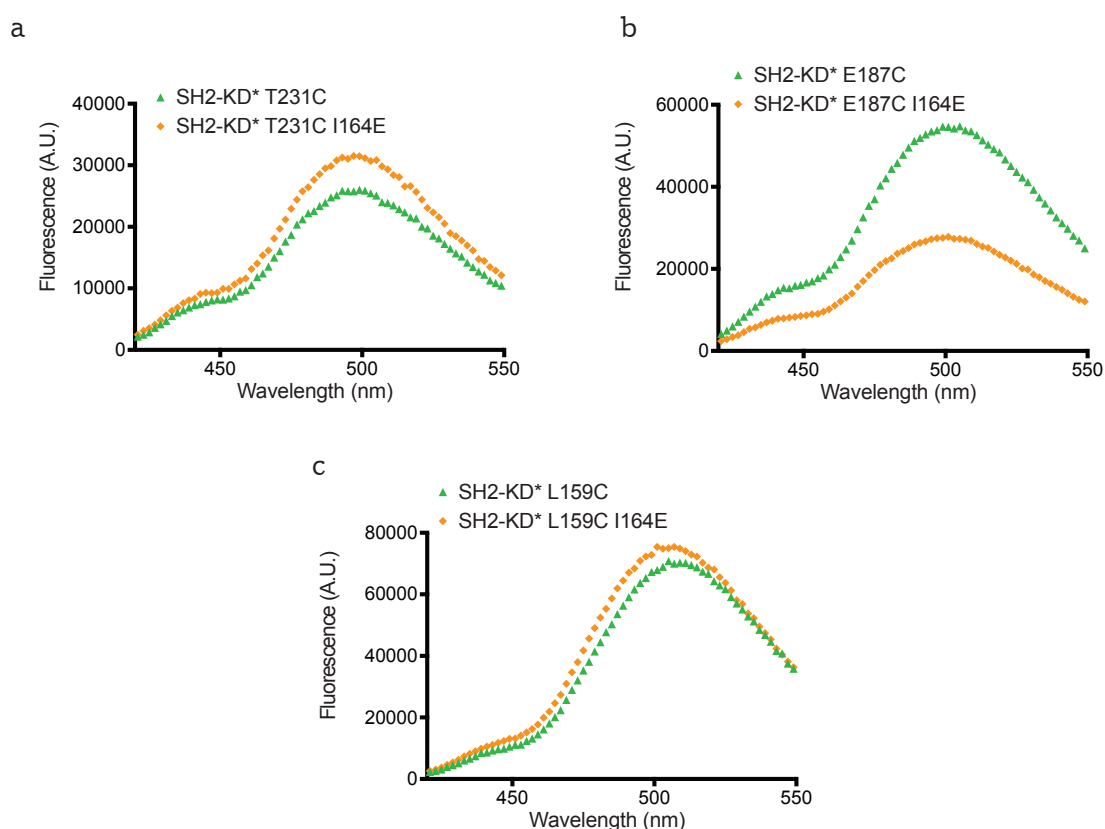 a
SH2-KD* T231C
SH2-KD* T231C I164E
40000
30000
20000
10000
0
Fluorescence (A.U.)
450
500
550
Wavelength (nm)
b
SH2-KD* E187C
SH2-KD* E187C I164E
60000
40000
20000
0
Fluorescence (A.U.)
450
500
550
Wavelength (nm)
c
SH2-KD* L159C
SH2-KD* L159C I164E
80000
60000
40000
20000
0
Fluorescence (A.U.)
450
500
550
Wavelength (nm)